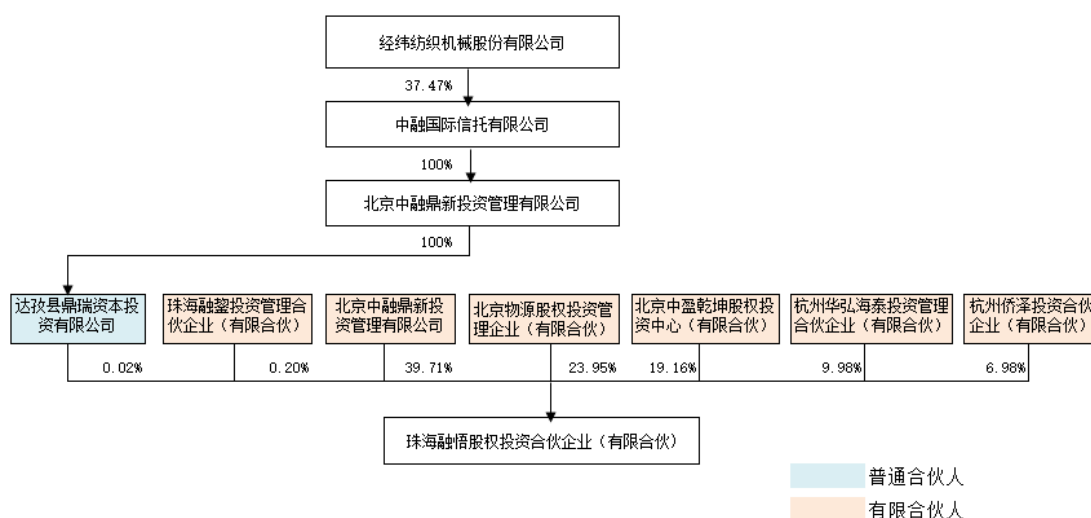 经纬纺织机械股份有限公司
37.47%
中融国际信托有限公司
100%
北京中融鼎新投资管理有限公司
100%
达孜县鼎瑞资本投
资有限公司
珠海融鋆投资管理合
伙企业（有限合伙）
北京中融鼎新投
资管理有限公司
北京物源股权投资管
理企业（有限合伙）
北京中盈乾坤股权投
资中心（有限合伙）
杭州华弘海泰投资管理
合伙企业（有限合伙）
杭州侨泽投资合伙
企业（有限合伙）
0.02%
0.20%
39.71%
23.95%
19.16%
9.98%
6.98%
珠海融悟股权投资合伙企业（有限合伙）
普通合伙人
有限合伙人